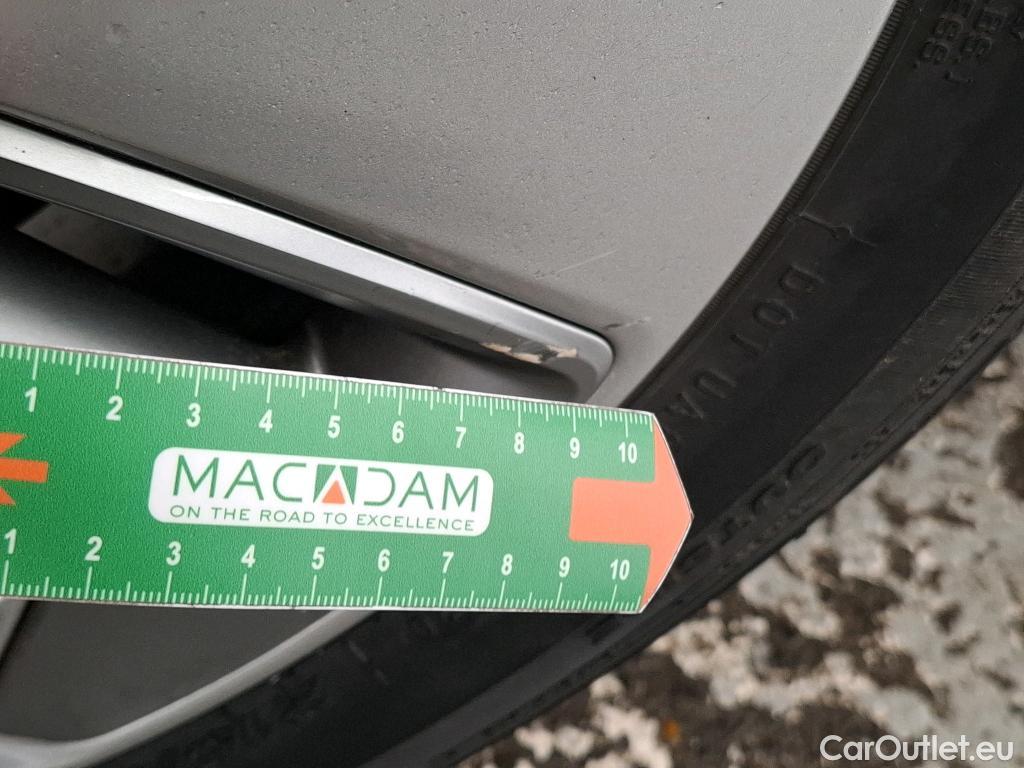 DOT UA
1 2 3 4 5 6 7 8 9 10
MACADAM
ON THE ROAD TO EXCELLENCE
1 2 3 4 5 6 7 8 9 10
CarOutlet.eu